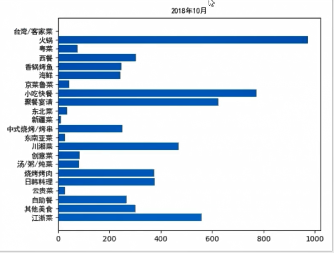 2018年10月
台湾/客家菜
火锅
粤菜
西餐
香锅烤鱼
海鲜
京菜鲁菜
小吃快餐
聚餐宴请
东北菜
新疆菜
中式烧烤/烤串
东南亚菜
川湘菜
创意菜
汤/粥/炖菜
烧烤烤肉
日韩料理
云贵菜
自助餐
其他美食
江浙菜
0 200 400 600 800 1000